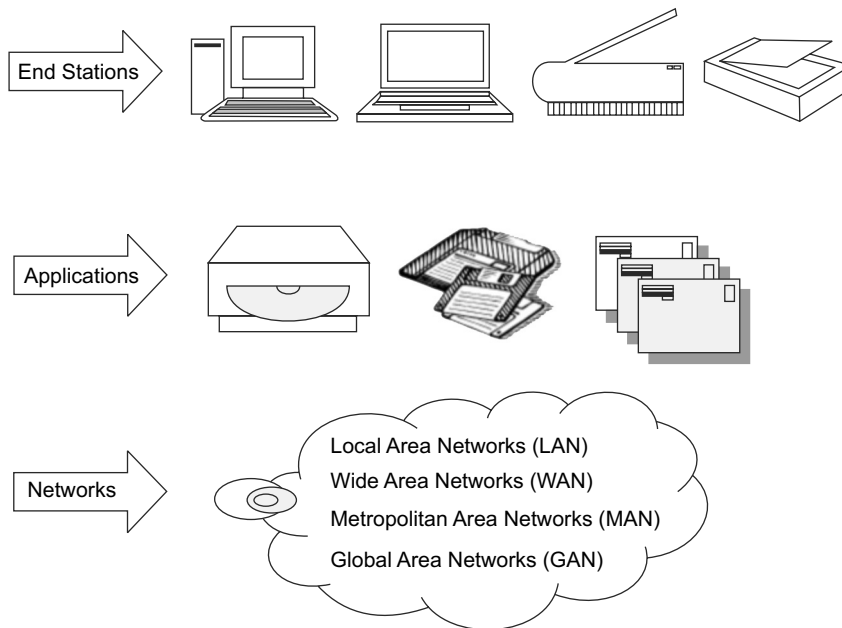 End Stations
Applications
Networks
Local Area Networks (LAN)
Wide Area Networks (WAN)
Metropolitan Area Networks (MAN)
Global Area Networks (GAN)